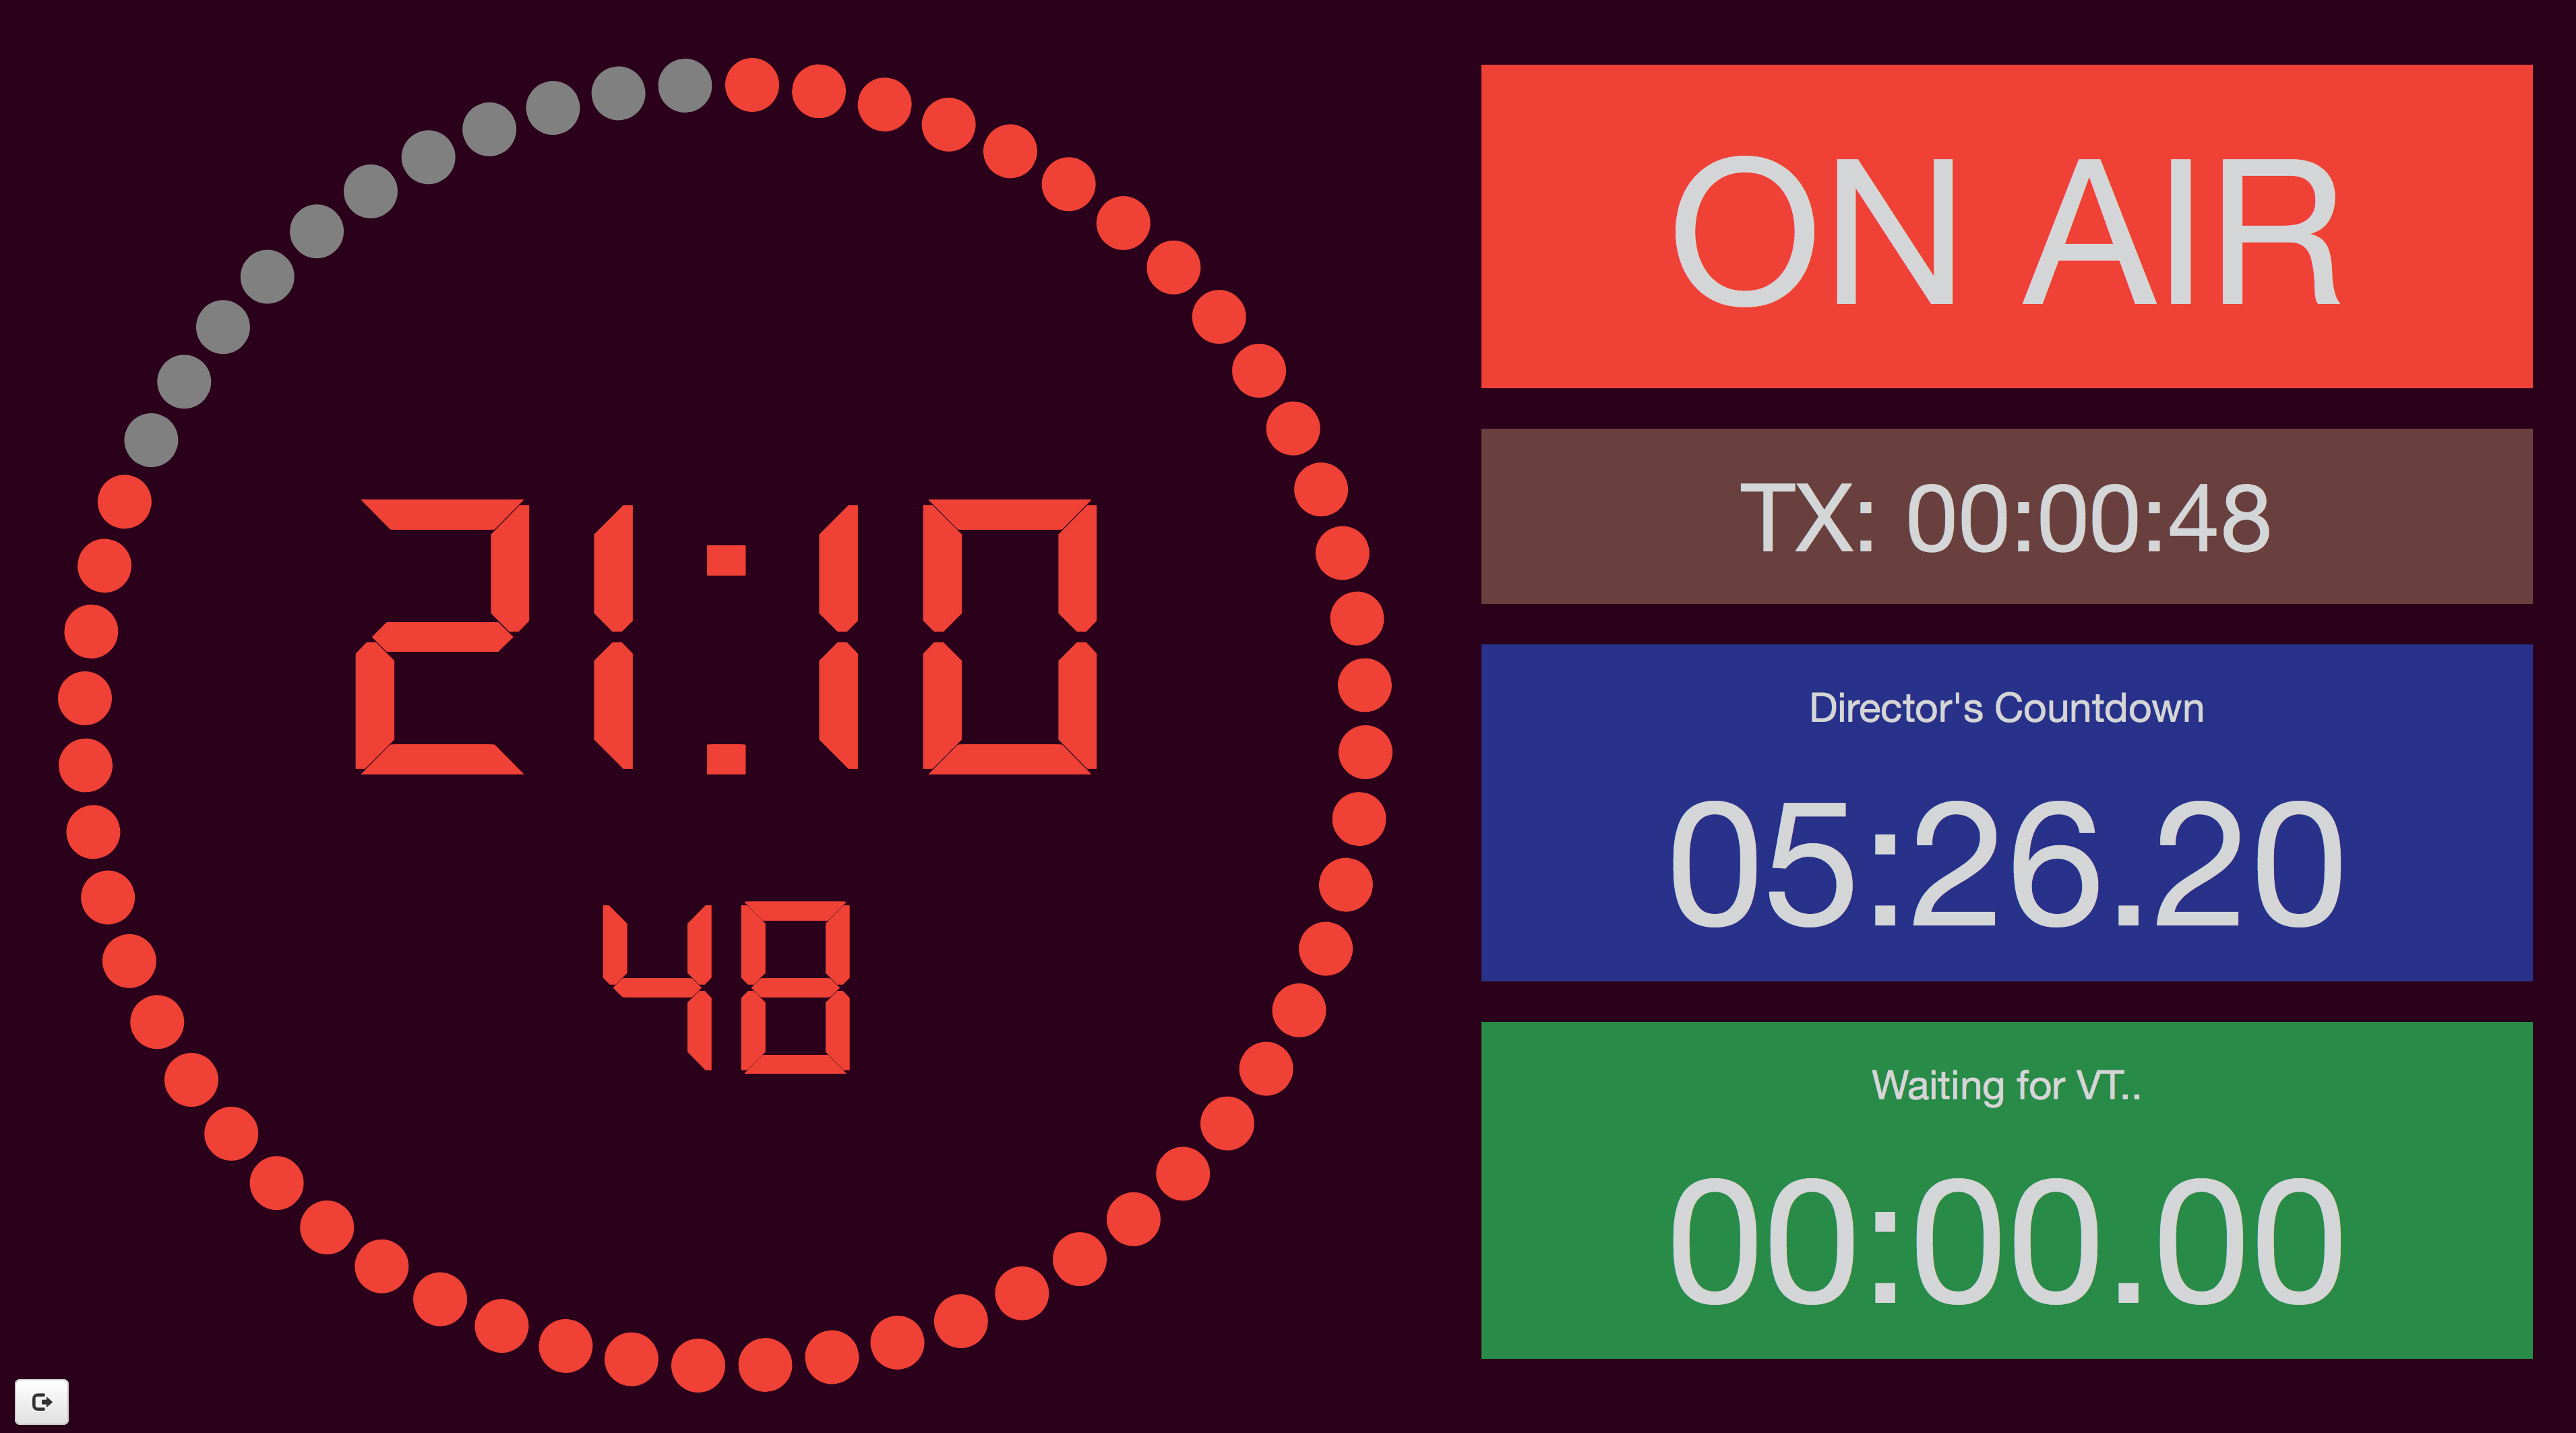 21:10
48
ON AIR
TX: 00:00:48
Director's Countdown
05:26.20
Waiting for VT..
00:00.00